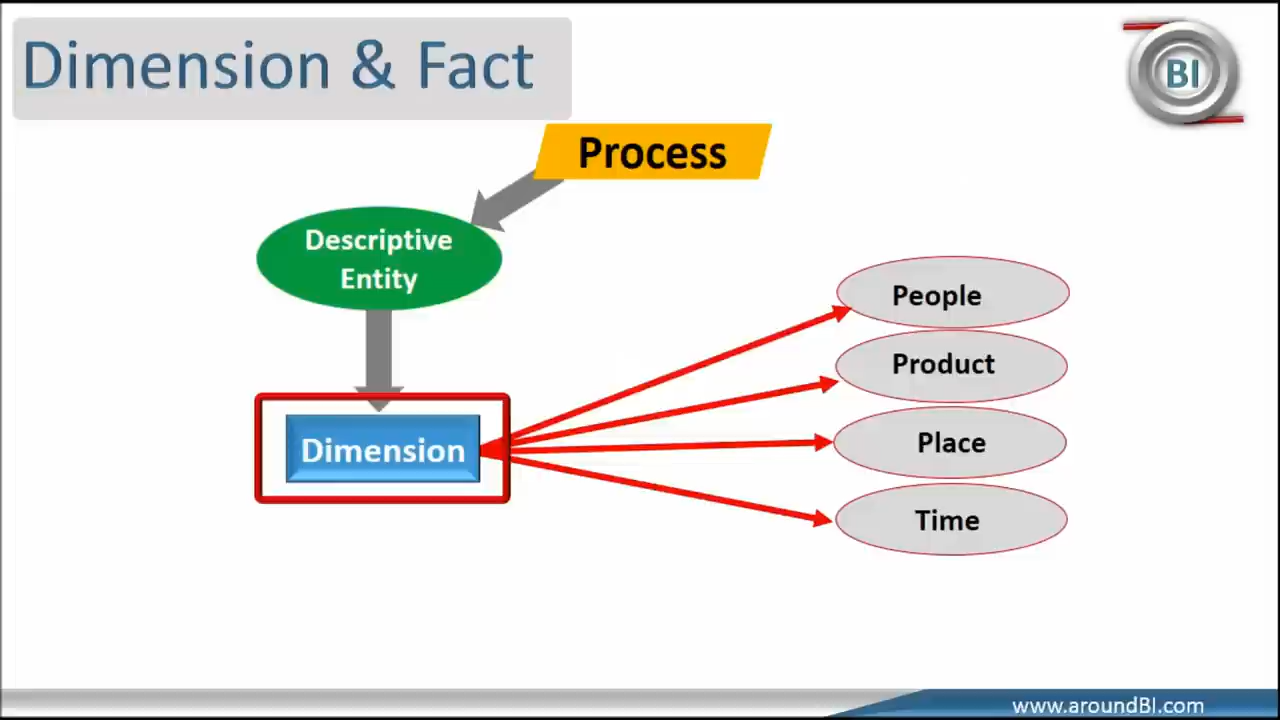 Dimension & Fact
BI
Process
Descriptive
Entity
People
Product
Dimension
Place
Time
www.aroundBI.com